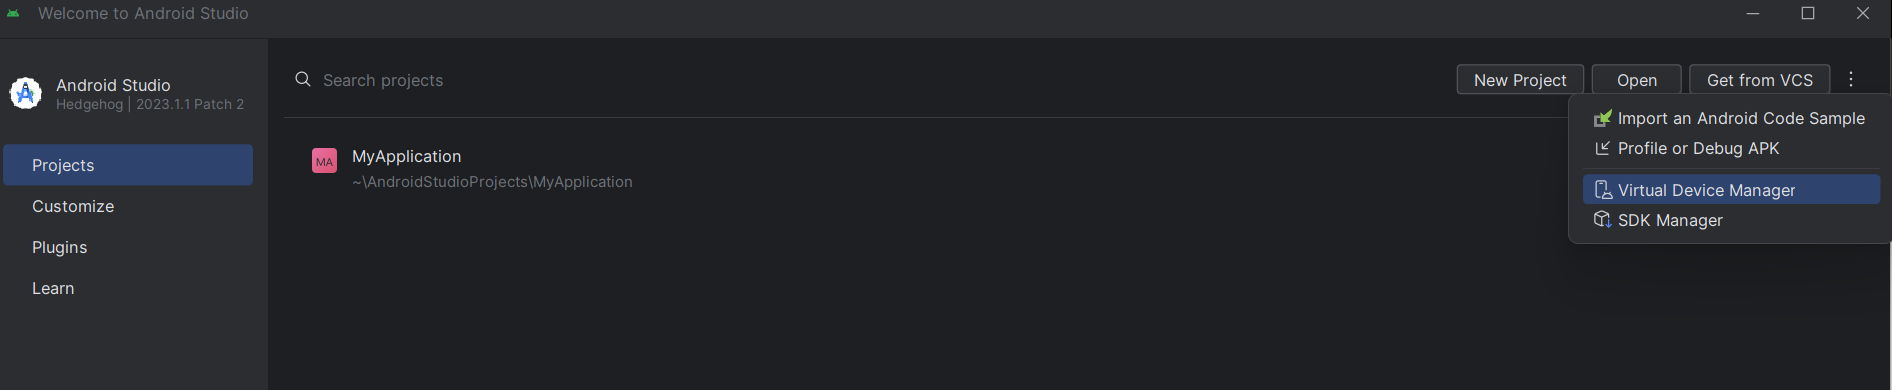 Welcome to Android Studio
Android Studio
Hedgehog | 2023.1.1 Patch 2
Projects
Customize
Plugins
Learn
Search projects
New Project
Open
Get from VCS
Import an Android Code Sample
Profile or Debug APK
Virtual Device Manager
SDK Manager
MA
MyApplication
~\AndroidStudioProjects\MyApplication